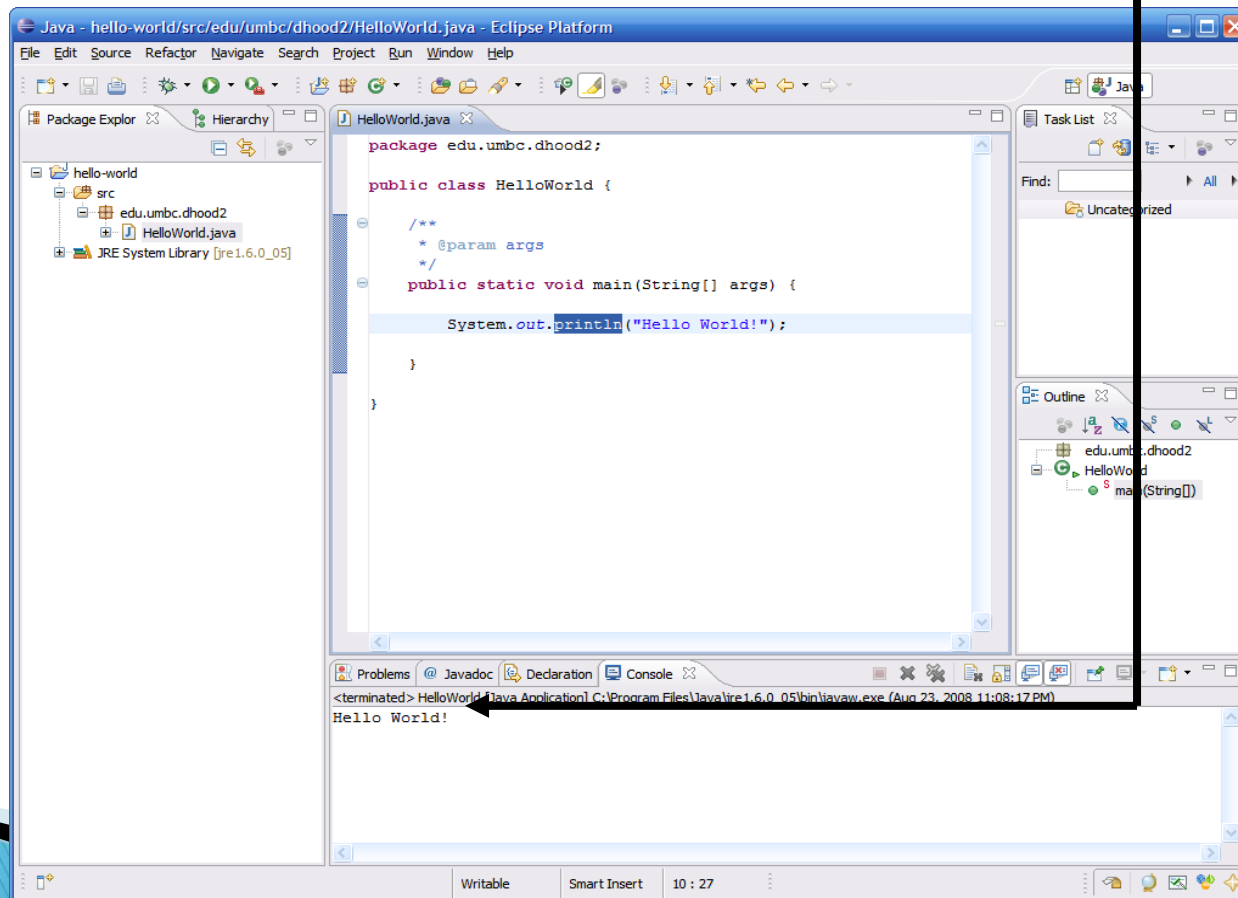 Java - hello-world/src/edu/umbc/dhood2/HelloWorld.java - Eclipse Platform
File Edit Source Refactor Navigate Search Project Run Window Help
Java
Package Explor Hierarchy
hello-world
src
edu.umbc.dhood2
HelloWorld.java
JRE System Library [jre1.6.0_05]
HelloWorld.java
package edu.umbc.dhood2;
public class HelloWorld {
/**
* @param args
*/
public static void main(String[] args) {
System.out.println("Hello World!");
}
}
Task List
Find: All
Uncategorized
Outline
edu.umbc.dhood2
HelloWorld
main(String[])
Problems @ Javadoc Declaration Console
<terminated> HelloWorld [Java Application] C:\Program Files\Java\jre1.6.0_05\bin\javaw.exe (Aug 23, 2008 11:08:17 PM)
Hello World!
Writable Smart Insert 10 : 27